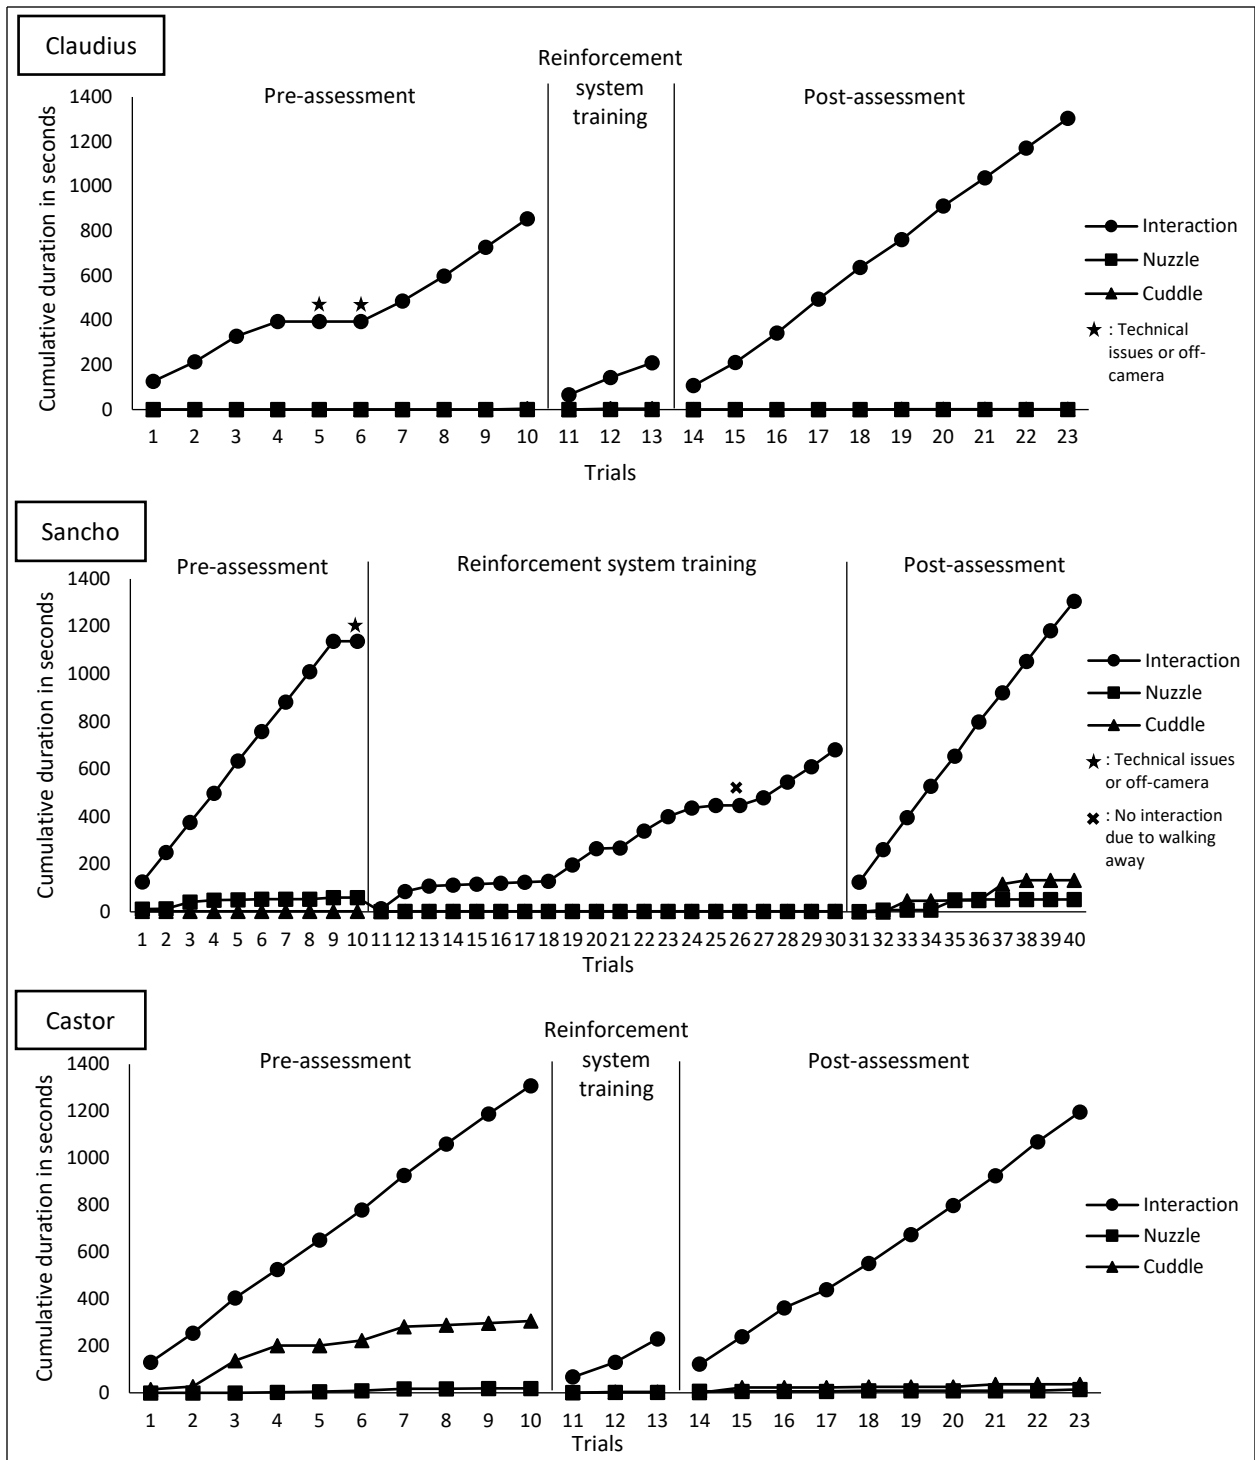 Claudius
Pre-assessment
Reinforcement
system
training
Post-assessment
Cumulative duration in seconds
1400
1200
1000
800
600
400
200
0
1 2 3 4 5 6 7 8 9 10 11 12 13 14 15 16 17 18 19 20 21 22 23
Trials
Interaction
Nuzzle
Cuddle
★ : Technical
issues or off-
camera
Sancho
Pre-assessment
Reinforcement system training
Post-assessment
Cumulative duration in seconds
1400
1200
1000
800
600
400
200
0
1 2 3 4 5 6 7 8 9 10 11 12 13 14 15 16 17 18 19 20 21 22 23 24 25 26 27 28 29 30 31 32 33 34 35 36 37 38 39 40
Trials
Interaction
Nuzzle
Cuddle
★ : Technical issues
or off-camera
✖ : No interaction
due to walking
away
Castor
Pre-assessment
Reinforcement
system
training
Post-assessment
Cumulative duration in seconds
1400
1200
1000
800
600
400
200
0
1 2 3 4 5 6 7 8 9 10 11 12 13 14 15 16 17 18 19 20 21 22 23
Trials
Interaction
Nuzzle
Cuddle